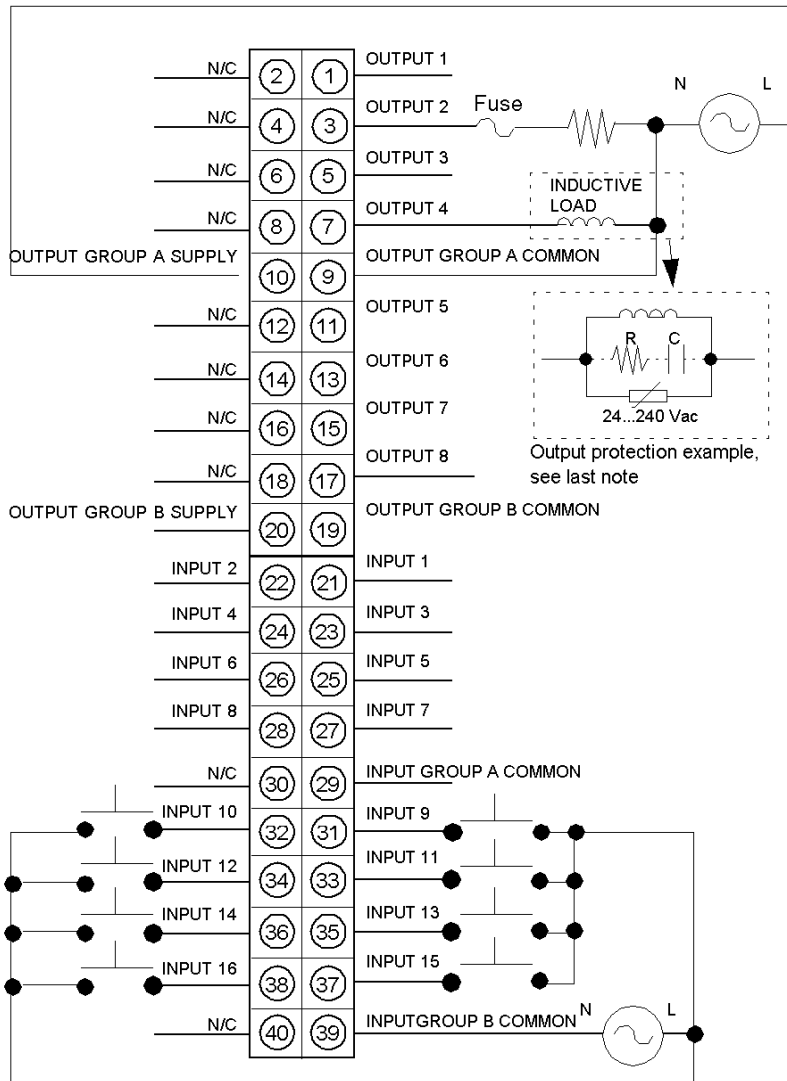 N/C 2 1 OUTPUT 1
N/C 4 3 OUTPUT 2 Fuse N L
N/C 6 5 OUTPUT 3
INDUCTIVE
LOAD
N/C 8 7 OUTPUT 4
OUTPUT GROUP A SUPPLY 10 9 OUTPUT GROUP A COMMON
N/C 12 11 OUTPUT 5
R C
N/C 14 13 OUTPUT 6
N/C 16 15 OUTPUT 7
24...240 Vac
N/C 18 17 OUTPUT 8
Output protection example,
see last note
OUTPUT GROUP B SUPPLY 20 19 OUTPUT GROUP B COMMON
INPUT 2 22 21 INPUT 1
INPUT 4 24 23 INPUT 3
INPUT 6 26 25 INPUT 5
INPUT 8 28 27 INPUT 7
N/C 30 29 INPUT GROUP A COMMON
INPUT 10 32 31 INPUT 9
INPUT 12 34 33 INPUT 11
INPUT 14 36 35 INPUT 13
INPUT 16 38 37 INPUT 15
N/C 40 39 INPUTGROUP B COMMON N L